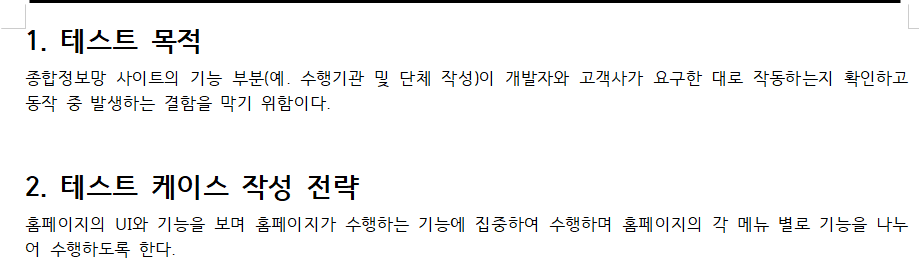 1. 테스트 목적
종합정보망 사이트의 기능 부분(예. 수행기관 및 단체 작성)이 개발자와 고객사가 요구한 대로 작동하는지 확인하고
동작 중 발생하는 결함을 막기 위함이다.
2. 테스트 케이스 작성 전략
홈페이지의 UI와 기능을 보며 홈페이지가 수행하는 기능에 집중하여 수행하며 홈페이지의 각 메뉴 별로 기능을 나누
어 수행하도록 한다.